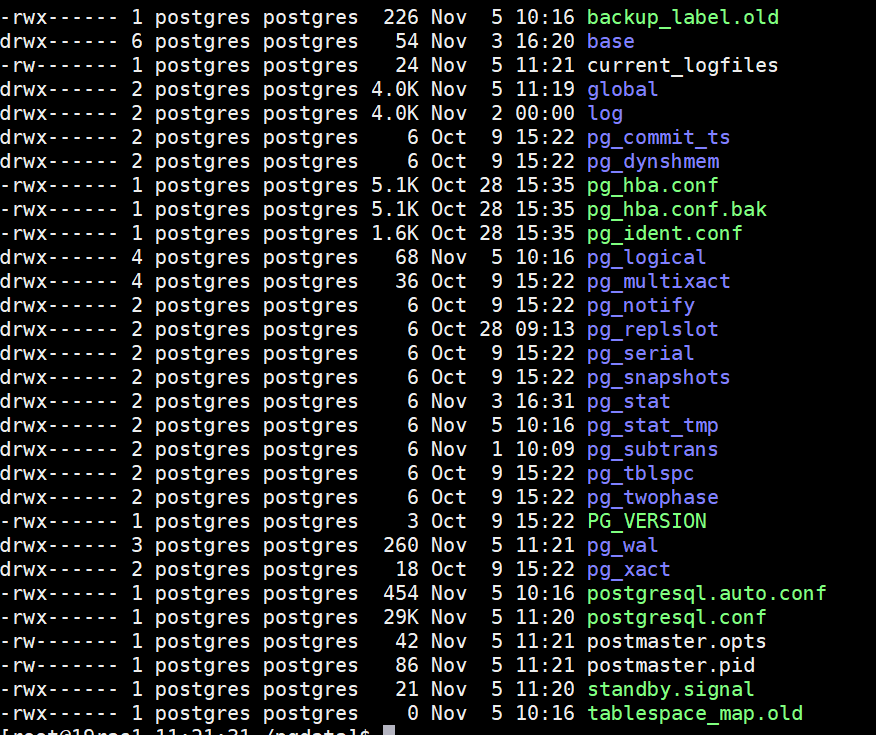 -rwx------ 1 postgres postgres  226 Nov  5 10:16 backup_label.old
drwx------ 6 postgres postgres   54 Nov  3 16:20 base
-rw------- 1 postgres postgres   24 Nov  5 11:21 current_logfiles
drwx------ 2 postgres postgres 4.0K Nov  5 11:19 global
drwx------ 2 postgres postgres 4.0K Nov  2 00:00 log
drwx------ 2 postgres postgres    6 Oct  9 15:22 pg_commit_ts
drwx------ 2 postgres postgres    6 Oct  9 15:22 pg_dynshmem
-rwx------ 1 postgres postgres 5.1K Oct 28 15:35 pg_hba.conf
-rwx------ 1 postgres postgres 5.1K Oct 28 15:35 pg_hba.conf.bak
-rwx------ 1 postgres postgres 1.6K Oct 28 15:35 pg_ident.conf
drwx------ 4 postgres postgres   68 Nov  5 10:16 pg_logical
drwx------ 4 postgres postgres   36 Oct  9 15:22 pg_multixact
drwx------ 2 postgres postgres    6 Oct  9 15:22 pg_notify
drwx------ 2 postgres postgres    6 Oct 28 09:13 pg_replslot
drwx------ 2 postgres postgres    6 Oct  9 15:22 pg_serial
drwx------ 2 postgres postgres    6 Oct  9 15:22 pg_snapshots
drwx------ 2 postgres postgres    6 Nov  3 16:31 pg_stat
drwx------ 2 postgres postgres    6 Nov  5 10:16 pg_stat_tmp
drwx------ 2 postgres postgres    6 Nov  1 10:09 pg_subtrans
drwx------ 2 postgres postgres    6 Oct  9 15:22 pg_tblspc
drwx------ 2 postgres postgres    6 Oct  9 15:22 pg_twophase
-rwx------ 1 postgres postgres    3 Oct  9 15:22 PG_VERSION
drwx------ 3 postgres postgres  260 Nov  5 11:21 pg_wal
drwx------ 2 postgres postgres   18 Oct  9 15:22 pg_xact
-rwx------ 1 postgres postgres  454 Nov  5 10:16 postgresql.auto.conf
-rwx------ 1 postgres postgres  29K Nov  5 11:20 postgresql.conf
-rw------- 1 postgres postgres   42 Nov  5 11:21 postmaster.opts
-rw------- 1 postgres postgres   86 Nov  5 11:21 postmaster.pid
-rwx------ 1 postgres postgres   21 Nov  5 11:20 standby.signal
-rwx------ 1 postgres postgres    0 Nov  5 10:16 tablespace_map.old